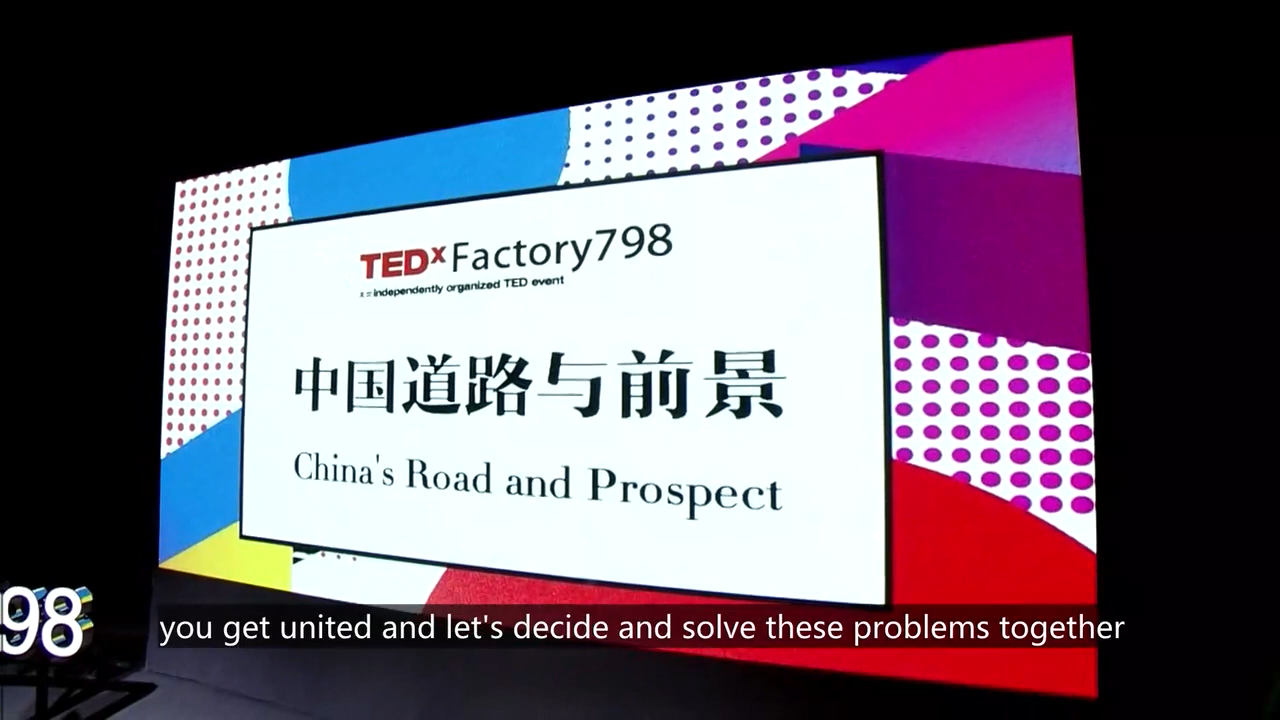 TEDxFactory798
x = independently organized TED event
中国道路与前景
China's Road and Prospect
98
you get united and let's decide and solve these problems together